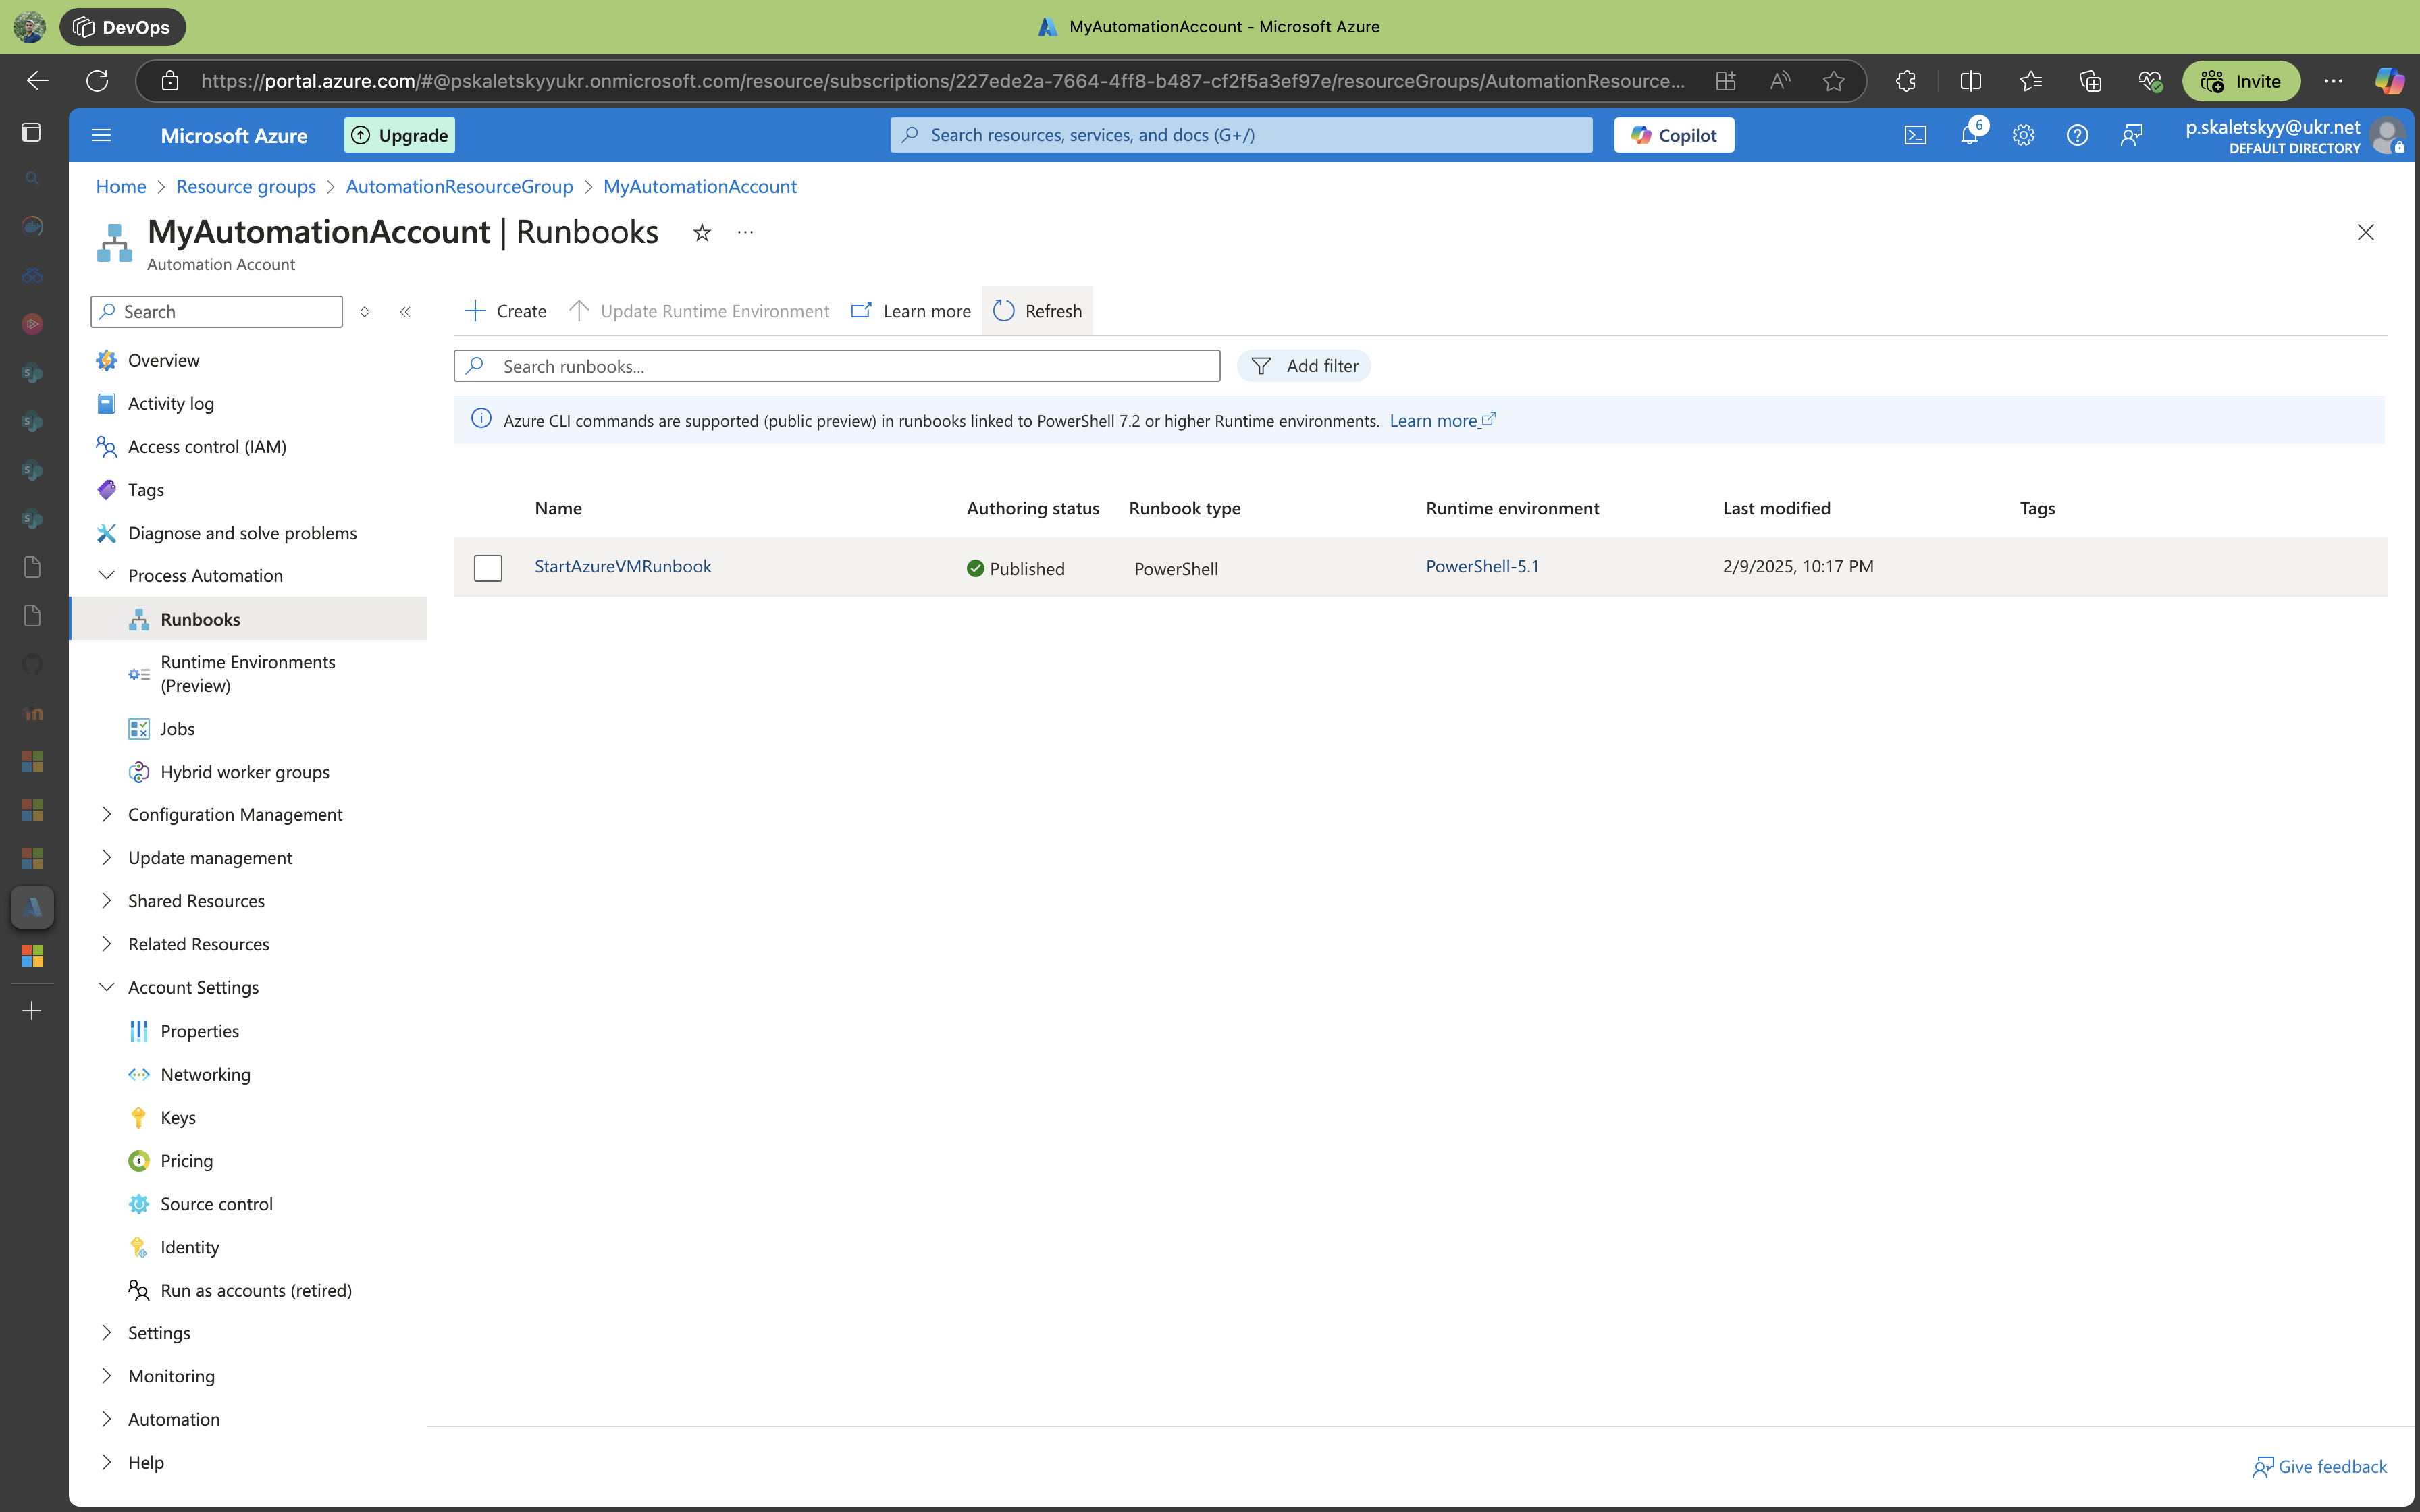 DevOps
MyAutomationAccount - Microsoft Azure
https://portal.azure.com/#@pskaletskyyukr.onmicrosoft.com/resource/subscriptions/227ede2a-7664-4ff8-b487-cf2f5a3ef97e/resourceGroups/AutomationResource...
Invite
Microsoft Azure
Upgrade
Search resources, services, and docs (G+/)
Copilot
6
p.skaletskyy@ukr.net
DEFAULT DIRECTORY
Home > Resource groups > AutomationResourceGroup > MyAutomationAccount
MyAutomationAccount | Runbooks
Automation Account
Search
Create
Update Runtime Environment
Learn more
Refresh
Search runbooks...
Add filter
Azure CLI commands are supported (public preview) in runbooks linked to PowerShell 7.2 or higher Runtime environments. Learn more
Name Authoring status Runbook type Runtime environment Last modified Tags
StartAzureVMRunbook Published PowerShell PowerShell-5.1 2/9/2025, 10:17 PM
Overview
Activity log
Access control (IAM)
Tags
Diagnose and solve problems
Process Automation
Runbooks
Runtime Environments
(Preview)
Jobs
Hybrid worker groups
Configuration Management
Update management
Shared Resources
Related Resources
Account Settings
Properties
Networking
Keys
Pricing
Source control
Identity
Run as accounts (retired)
Settings
Monitoring
Automation
Help
Give feedback